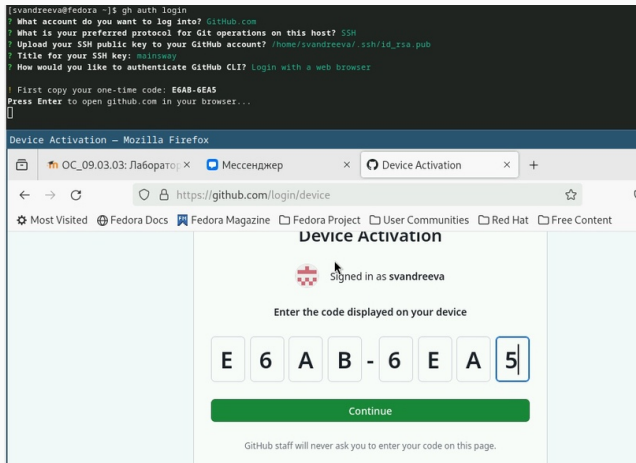 [svandreeva@fedora ~]$ gh auth login
? What account do you want to log into? GitHub.com
? What is your preferred protocol for Git operations on this host? SSH
? Upload your SSH public key to your GitHub account? /home/svandreeva/.ssh/id_rsa.pub
? Title for your SSH key: mainsway
? How would you like to authenticate GitHub CLI? Login with a web browser
! First copy your one-time code: E6AB-6EA5
Press Enter to open github.com in your browser...
Device Activation — Mozilla Firefox
ОС_09.03.03: Лаборатор × Мессенджер × Device Activation × +
https://github.com/login/device
Most Visited Fedora Docs Fedora Magazine Fedora Project User Communities Red Hat Free Content
Device Activation
Signed in as svandreeva
Enter the code displayed on your device
E 6 A B - 6 E A 5
Continue
GitHub staff will never ask you to enter your code on this page.